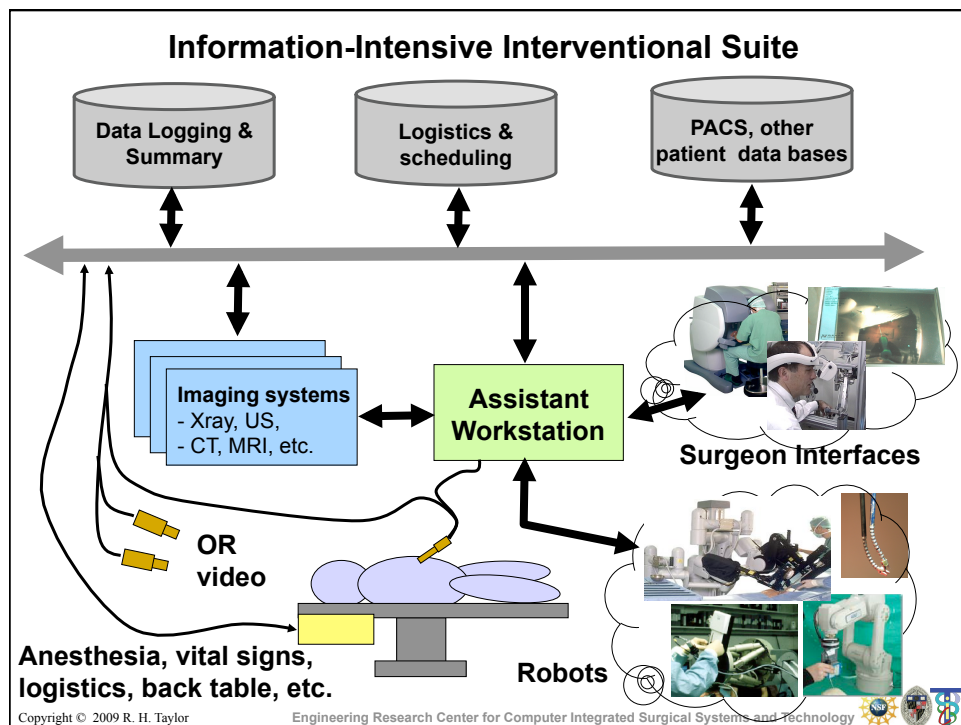 Information-Intensive Interventional Suite
Data Logging &
Summary
Logistics &
scheduling
PACS, other
patient data bases
Imaging systems
- Xray, US,
- CT, MRI, etc.
Assistant
Workstation
Surgeon Interfaces
OR
video
Anesthesia, vital signs,
logistics, back table, etc.
Robots
Copyright © 2009 R. H. Taylor
Engineering Research Center for Computer Integrated Surgical Systems and Technology
NSF